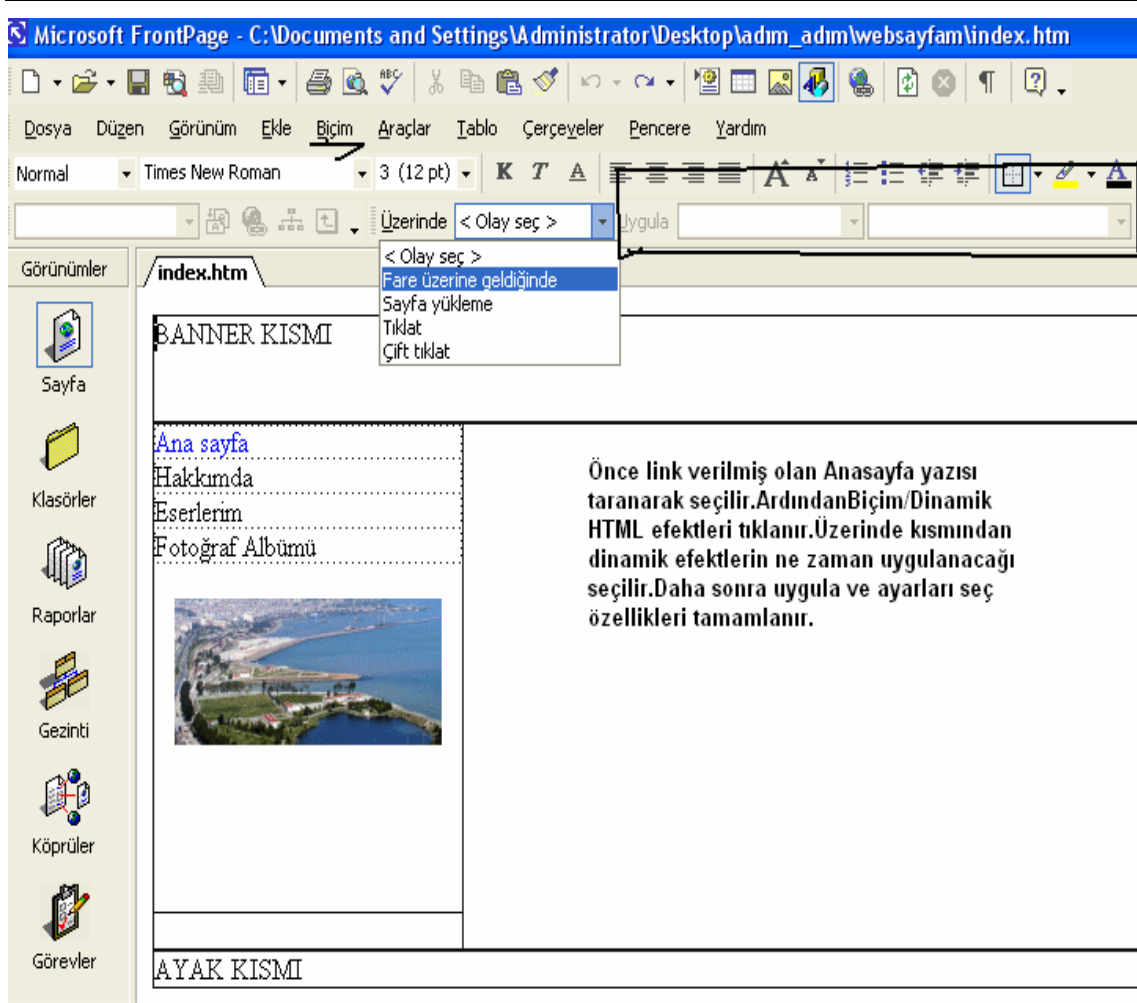 Microsoft FrontPage - C:\Documents and Settings\Administrator\Desktop\adım_adım\websayfam\index.htm
Dosya Düzen Görünüm Ekle Biçim Araçlar Tablo Çerçeveler Pencere Yardım
Normal Times New Roman 3 (12 pt) K T A A A A
Üzerinde < Olay seç > Uygula
< Olay seç >
Fare üzerine geldiğinde
Sayfa yükleme
Tıklat
Çift tıklat
Görünümler
index.htm
Sayfa
Klasörler
Raporlar
Gezinti
Köprüler
Görevler
BANNER KISMI
Ana sayfa
Hakkımda
Eserlerim
Fotoğraf Albümü
Önce link verilmiş olan Anasayfa yazısı
taranarak seçilir.ArdındanBiçim/Dinamik
HTML efektleri tıklanır.Üzerinde kısmından
dinamik efektlerin ne zaman uygulanacağı
seçilir.Daha sonra uygula ve ayarları seç
özellikleri tamamlanır.
AYAK KISMI